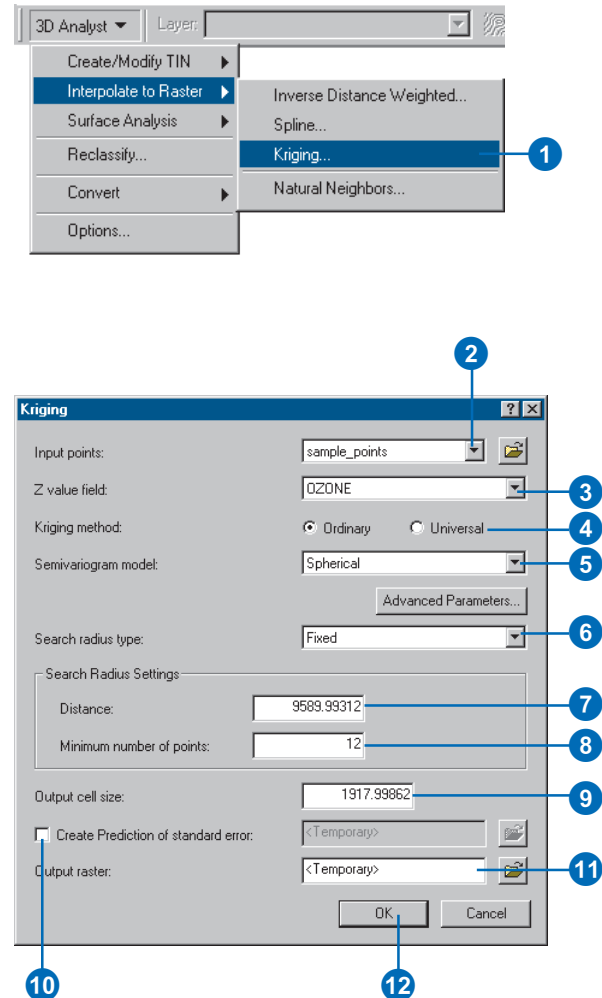 3D Analyst Layer:
Create/Modify TIN
Interpolate to Raster
Surface Analysis
Reclassify...
Convert
Options...
Inverse Distance Weighted...
Spline...
Kriging... 1
Natural Neighbors...
2
Kriging ? X
Input points: sample_points
Z value field: OZONE 3
Kriging method: Ordinary Universal 4
Semivariogram model: Spherical 5
Advanced Parameters...
Search radius type: Fixed 6
Search Radius Settings
Distance: 9589.99312 7
Minimum number of points: 12 8
Output cell size: 1917.99862 9
Create Prediction of standard error: <Temporary>
Output raster: <Temporary> 11
OK Cancel
10 12